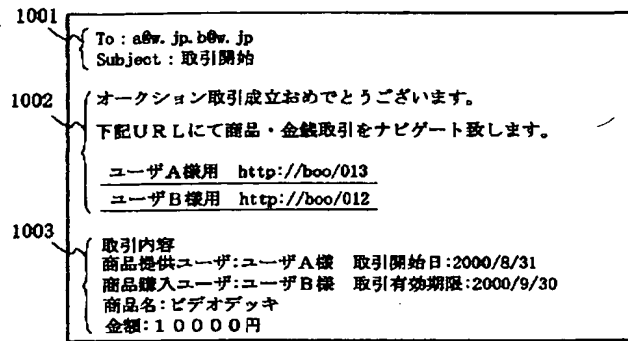 1001
To:a@w.jp.b@w.jp
Subject:取引開始
1002
オークション取引成立おめでとうございます。
下記URLにて商品・金銭取引をナビゲート致します。
ユーザA様用 http://boo/013
ユーザB様用 http://boo/012
1003
取引内容
商品提供ユーザ:ユーザA様 取引開始日:2000/8/31
商品購入ユーザ:ユーザB様 取引有効期限:2000/9/30
商品名:ビデオデッキ
金額:10000円